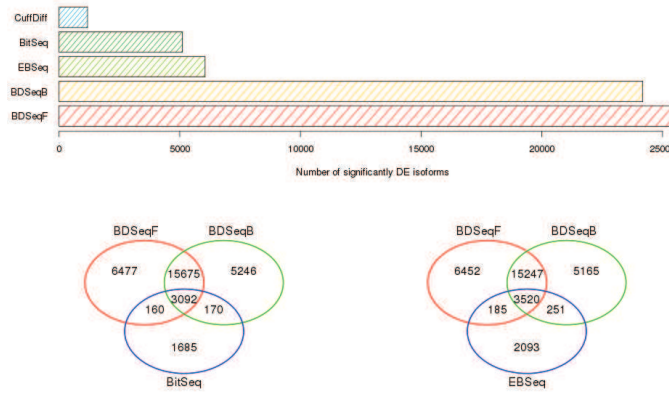 CuffDiff
BitSeq
EBSeq
BDSeqB
BDSeqF
0 5000 10000 15000 20000 2500
Number of significantly DE isoforms
BDSeqF BDSeqB
6477 15675 5246
3092
160 170
1685
BitSeq
BDSeqF BDSeqB
6452 15247 5165
3520
185 251
2093
EBSeq